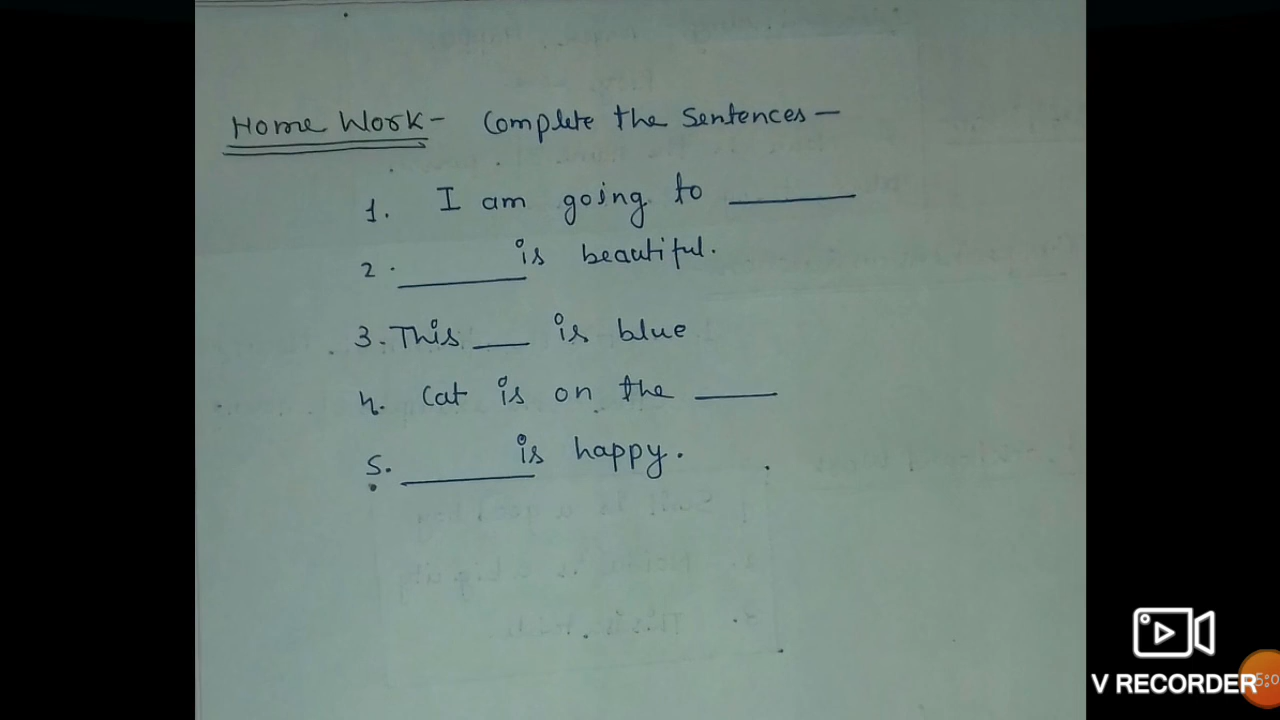 Home Work- Complete the Sentences-
1. I am going to ______
2. ______ is beautiful.
3. This ___ is blue
4. Cat is on the ____
5. ______ is happy.
V RECORDER